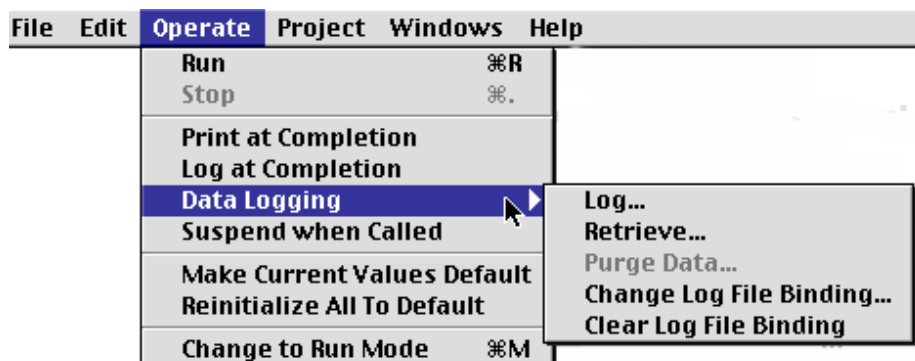 File Edit Operate Project Windows Help
Run ⌘R
Stop ⌘.
Print at Completion
Log at Completion
Data Logging
Suspend when Called
Make Current Values Default
Reinitialize All To Default
Change to Run Mode ⌘M
Log...
Retrieve...
Purge Data...
Change Log File Binding...
Clear Log File Binding